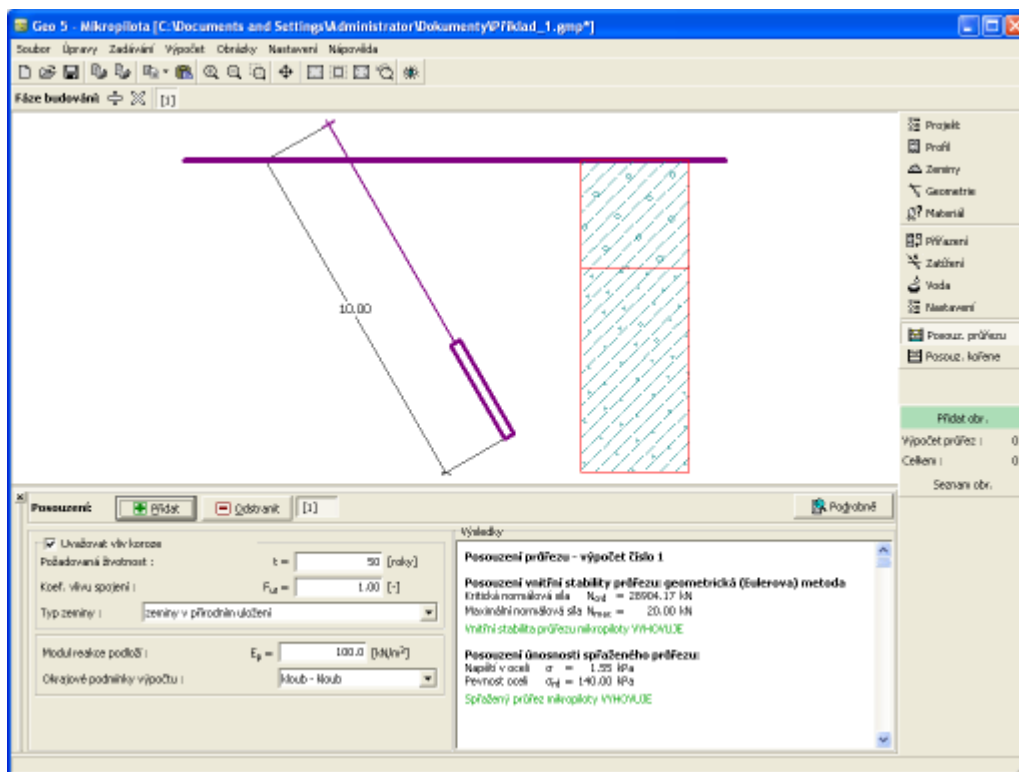 Geo 5 - Mikropilota [C:\Documents and Settings\Administrator\Dokumenty\Příklad_1.gmp*]
Soubor Úpravy Zadávání Výpočet Obrázky Nastavení Nápověda
Fáze budování: [1]
Projekt
Profil
Zeminy
Geometrie
Materiál
Přiřazení
Zatížení
Voda
Nastavení
Posouz. průřezu
Posouz. kořene
10.00
Přidat obr.
Výpočet průřez : 0
Celkem : 0
Seznam obr.
Posouzení: Přidat Odstranit [1] Podrobně
Uvažovat vliv koroze
Požadovaná životnost : t = 50 [roky]
Koef. vlivu spojení : = 1.00 [-]
Typ zeminy : zeminy v přírodním uložení
Modul reakce podloží : Ep = 100.0 [kN/m²]
Okrajové podmínky výpočtu : kloub - kloub
Výsledky
Posouzení průřezu - výpočet číslo 1
Posouzení vnitřní stability průřezu: geometrická (Eulerova) metoda
Kritická normálová síla Ncrd = 28904.17 kN
Maximální normálová síla Nmax = 20.00 kN
Vnitřní stabilita průřezu mikropiloty VYHOVUJE
Posouzení únosnosti spřaženého průřezu:
Napětí v oceli σ = 1.55 kPa
Pevnost oceli σrd = 140.00 kPa
Spřažený průřez mikropiloty VYHOVUJE